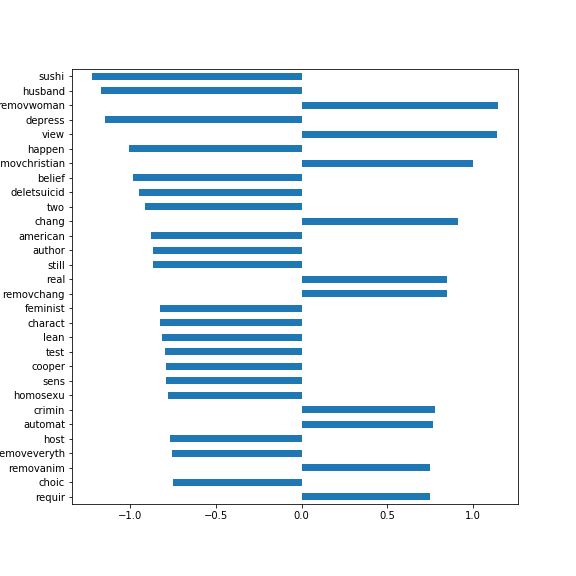 sushi
husband
removwoman
depress
view
happen
movchristian
belief
deletsuicid
two
chang
american
author
still
real
removchang
feminist
charact
lean
test
cooper
sens
homosexu
crimin
automat
host
emoveveryth
removanim
choic
requir
−1.0 −0.5 0.0 0.5 1.0